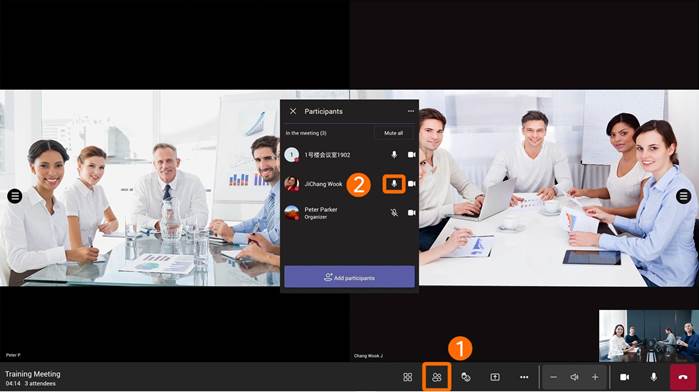 Participants
In the meeting (3)
Mute all
1
1号楼会议室1902
JiChang Wook
2
Peter Parker
Organizer
Add participants
Peter P
Chang Wook J
1
Training Meeting
04:14 3 attendees